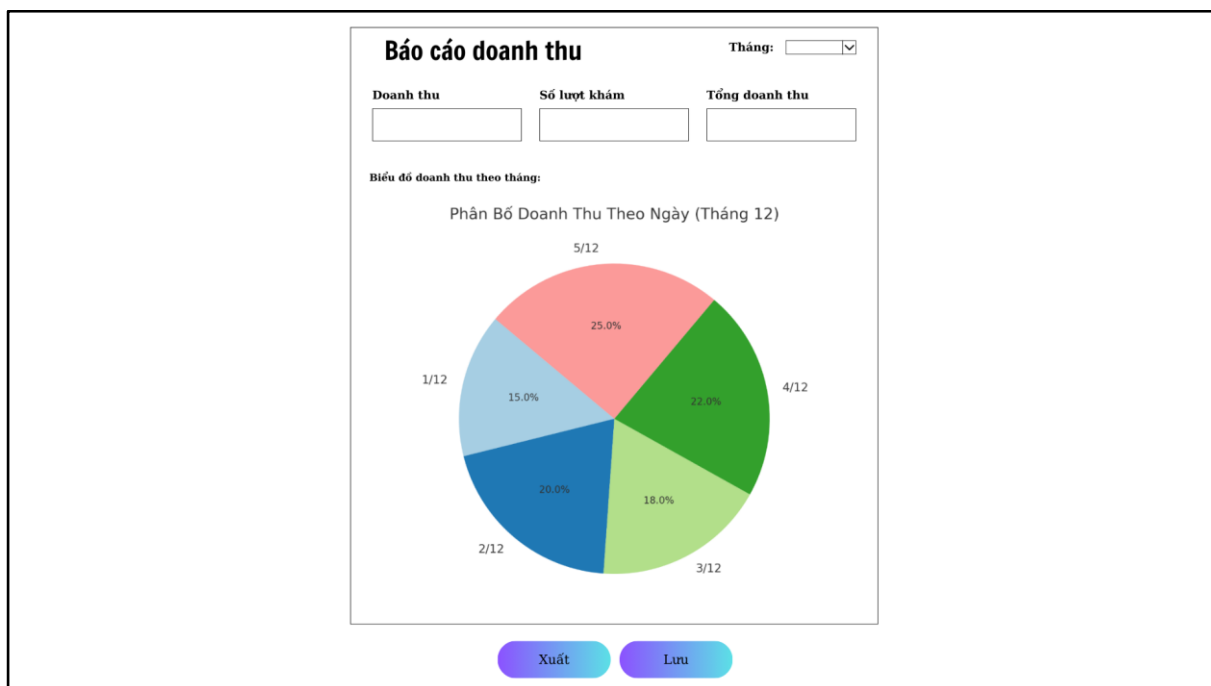 Báo cáo doanh thu
Tháng:
Doanh thu
Số lượt khám
Tổng doanh thu
Biểu đồ doanh thu theo tháng:
Phân Bố Doanh Thu Theo Ngày (Tháng 12)
5/12
25.0%
1/12
15.0%
4/12
22.0%
20.0%
18.0%
2/12
3/12
Xuất
Lưu